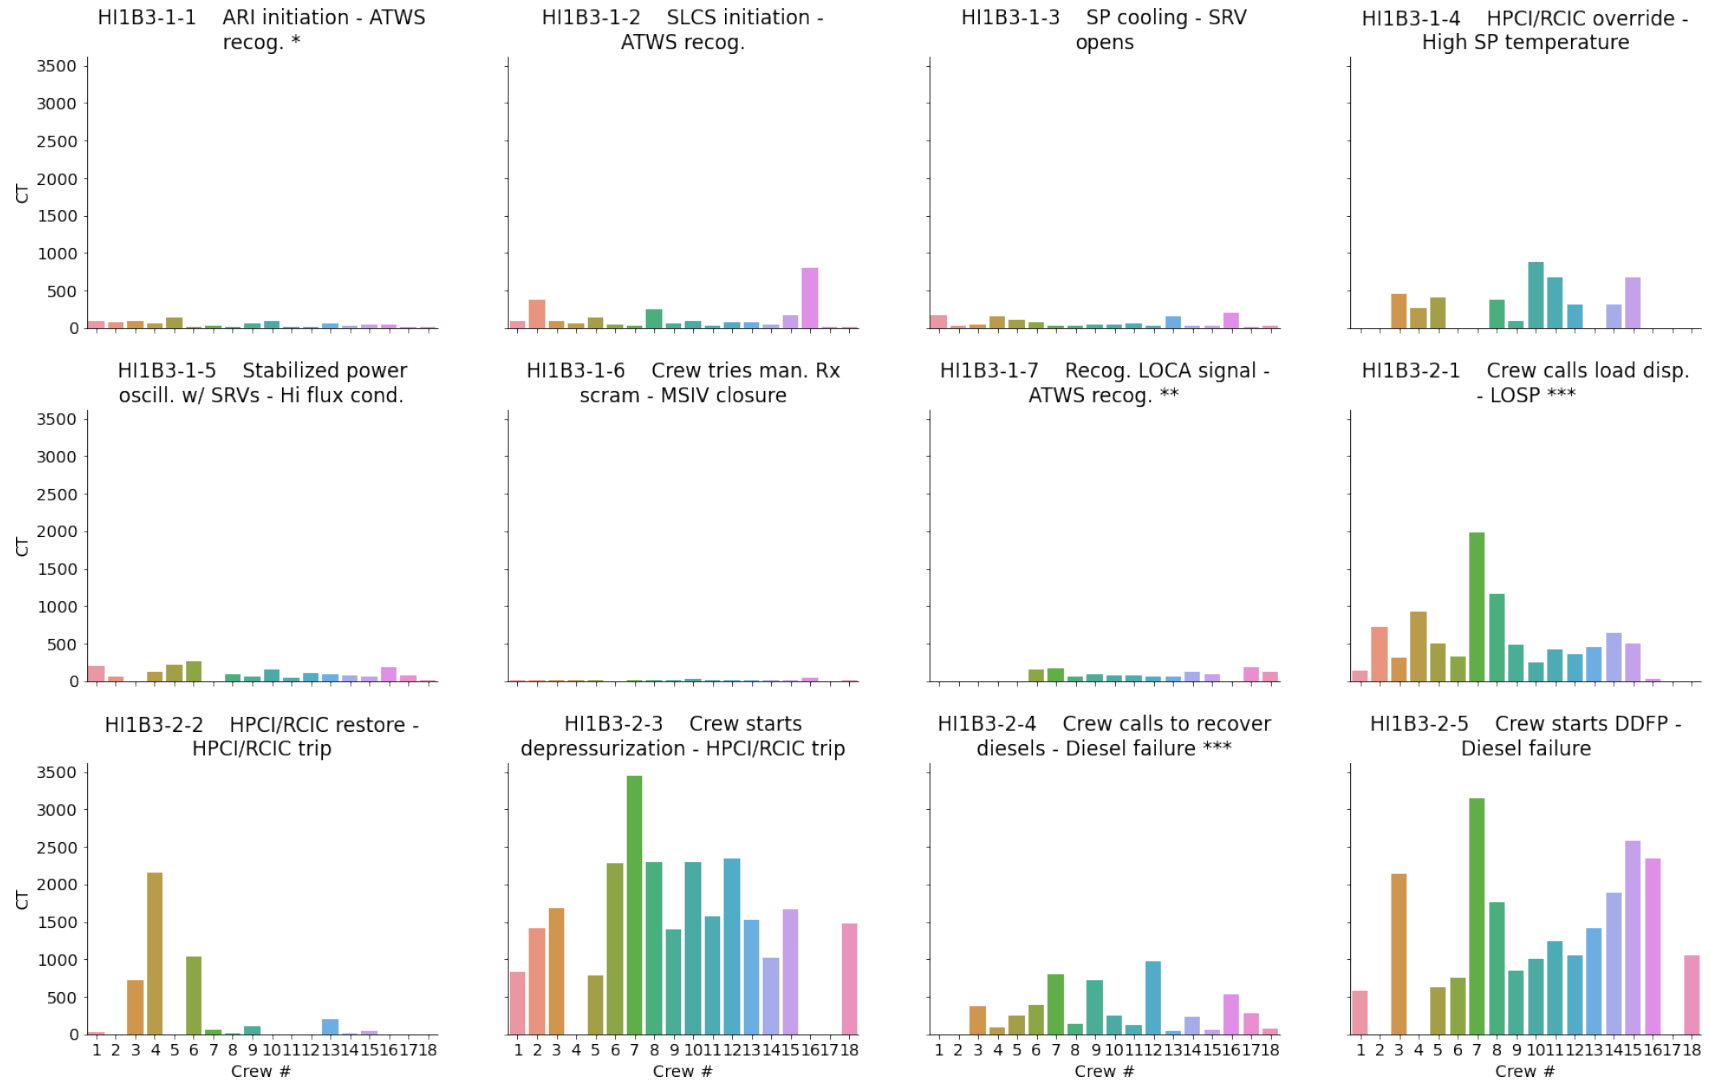 HI1B3-1-1 ARI initiation - ATWS
recog. *
HI1B3-1-2 SLCS initiation -
ATWS recog.
HI1B3-1-3 SP cooling - SRV
opens
HI1B3-1-4 HPCI/RCIC override -
High SP temperature
3500
3000
2500
2000
1500
1000
500
0
CT
HI1B3-1-5 Stabilized power
oscill. w/ SRVs - Hi flux cond.
HI1B3-1-6 Crew tries man. Rx
scram - MSIV closure
HI1B3-1-7 Recog. LOCA signal -
ATWS recog. **
HI1B3-2-1 Crew calls load disp.
- LOSP ***
3500
3000
2500
2000
1500
1000
500
0
CT
HI1B3-2-2 HPCI/RCIC restore -
HPCI/RCIC trip
HI1B3-2-3 Crew starts
depressurization - HPCI/RCIC trip
HI1B3-2-4 Crew calls to recover
diesels - Diesel failure ***
HI1B3-2-5 Crew starts DDFP -
Diesel failure
3500
3000
2500
2000
1500
1000
500
0
CT
1 2 3 4 5 6 7 8 9 10 11 12 13 14 15 16 17 18
Crew #
1 2 3 4 5 6 7 8 9 10 11 12 13 14 15 16 17 18
Crew #
1 2 3 4 5 6 7 8 9 10 11 12 13 14 15 16 17 18
Crew #
1 2 3 4 5 6 7 8 9 10 11 12 13 14 15 16 17 18
Crew #